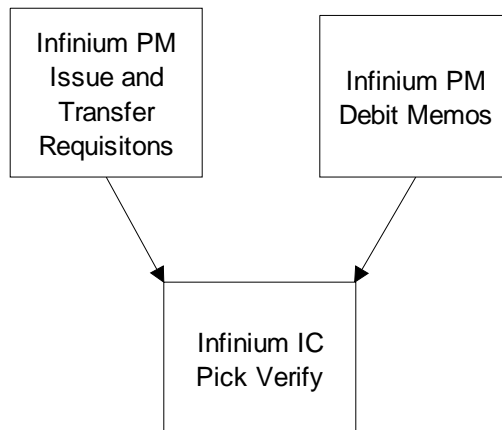 Infinium PM
Issue and
Transfer
Requisitons
Infinium PM
Debit Memos
Infinium IC
Pick Verify